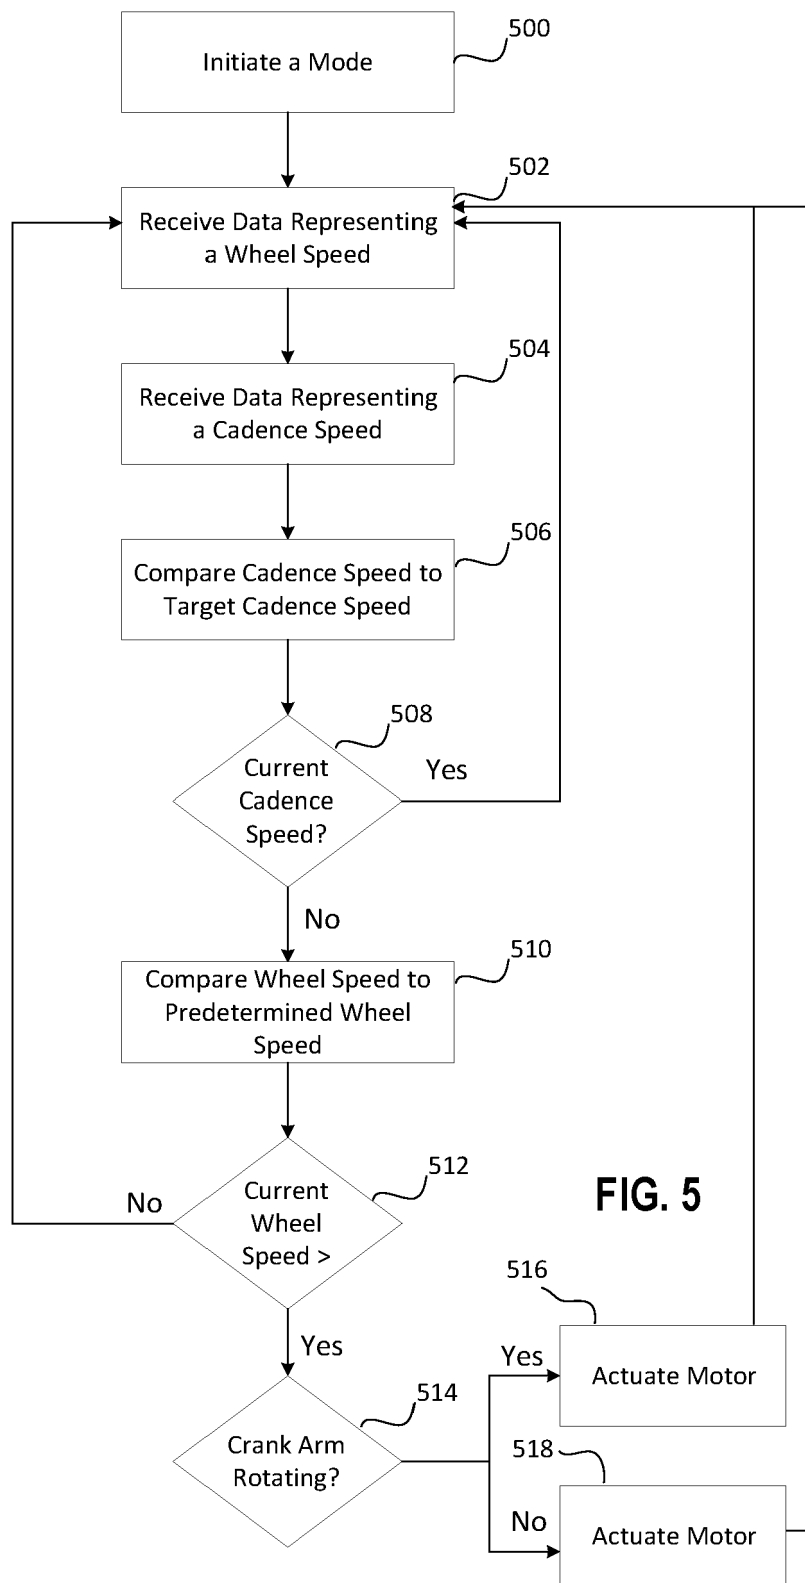 500
Initiate a Mode
502
Receive Data Representing
a Wheel Speed
504
Receive Data Representing
a Cadence Speed
506
Compare Cadence Speed to
Target Cadence Speed
508
Current
Cadence
Speed?
Yes
No
510
Compare Wheel Speed to
Predetermined Wheel
Speed
512
Current
Wheel
Speed >
No
FIG. 5
Yes
514
Crank Arm
Rotating?
Yes
516
Actuate Motor
No
518
Actuate Motor